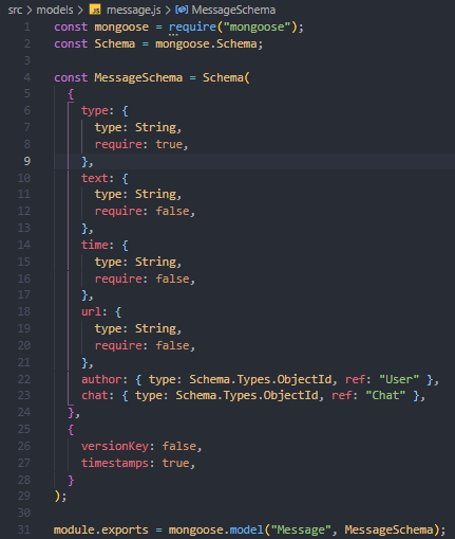 src > models > JS message.js > MessageSchema
1 const mongoose = require("mongoose");
2 const Schema = mongoose.Schema;
3
4 const MessageSchema = Schema(
5   {
6     type: {
7       type: String,
8       require: true,
9     },
10     text: {
11       type: String,
12       require: false,
13     },
14     time: {
15       type: String,
16       require: false,
17     },
18     url: {
19       type: String,
20       require: false,
21     },
22     author: { type: Schema.Types.ObjectId, ref: "User" },
23     chat: { type: Schema.Types.ObjectId, ref: "Chat" },
24   },
25   {
26     versionKey: false,
27     timestamps: true,
28   }
29 );
30
31 module.exports = mongoose.model("Message", MessageSchema);